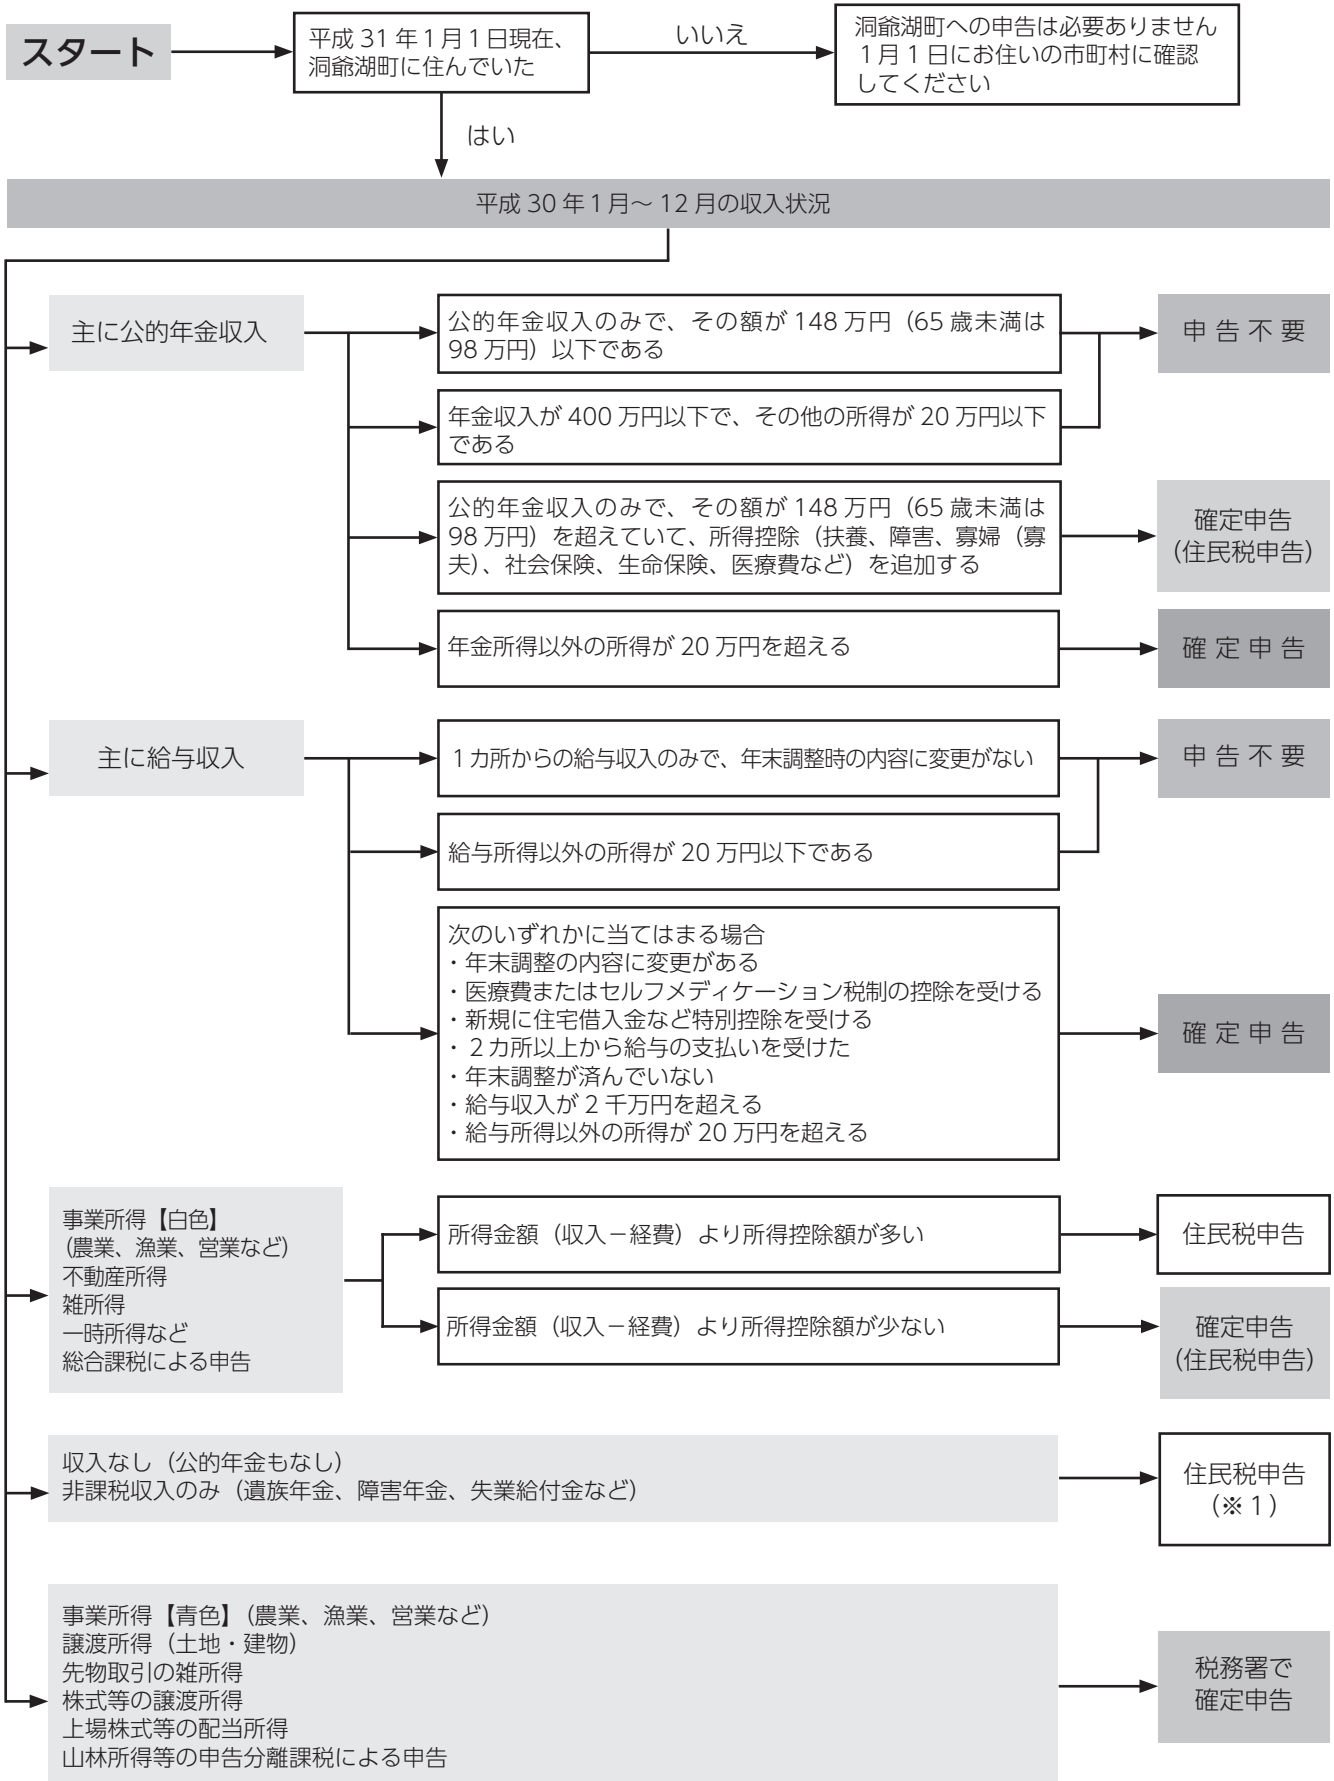 スタート
平成 31 年1月1日現在、
洞爺湖町に住んでいた
いいえ
洞爺湖町への申告は必要ありません
1月1日にお住いの市町村に確認
してください
はい
平成 30 年1月～ 12 月の収入状況
主に公的年金収入
公的年金収入のみで、その額が 148 万円（65 歳未満は
98 万円）以下である
申 告 不 要
年金収入が 400 万円以下で、その他の所得が 20 万円以下
である
公的年金収入のみで、その額が 148 万円（65 歳未満は
98 万円）を超えていて、所得控除（扶養、障害、寡婦（寡
夫）、社会保険、生命保険、医療費など）を追加する
確定申告
（住民税申告）
年金所得以外の所得が 20 万円を超える
確 定 申 告
主に給与収入
1カ所からの給与収入のみで、年末調整時の内容に変更がない
申 告 不 要
給与所得以外の所得が 20 万円以下である
次のいずれかに当てはまる場合
・年末調整の内容に変更がある
・医療費またはセルフメディケーション税制の控除を受ける
・新規に住宅借入金など特別控除を受ける
・２カ所以上から給与の支払いを受けた
・年末調整が済んでいない
・給与収入が２千万円を超える
・給与所得以外の所得が 20 万円を超える
確 定 申 告
事業所得【白色】
（農業、漁業、営業など）
不動産所得
雑所得
一時所得など
総合課税による申告
所得金額（収入－経費）より所得控除額が多い
住民税申告
所得金額（収入－経費）より所得控除額が少ない
確定申告
（住民税申告）
収入なし（公的年金もなし）
非課税収入のみ（遺族年金、障害年金、失業給付金など）
住民税申告
（※１）
事業所得【青色】（農業、漁業、営業など）
譲渡所得（土地・建物）
先物取引の雑所得
株式等の譲渡所得
上場株式等の配当所得
山林所得等の申告分離課税による申告
税務署で
確定申告